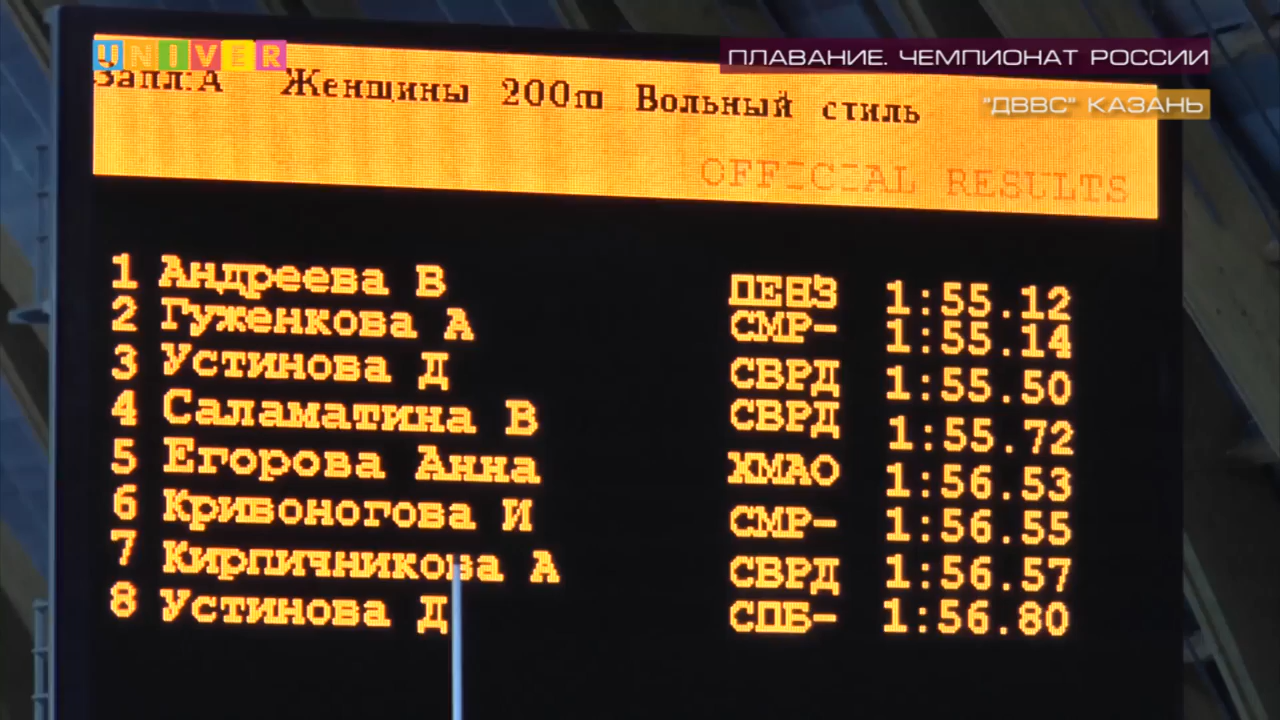 UNIVER
ПЛАВАНИЕ. ЧЕМПИОНАТ РОССИИ
"ДВВС" КАЗАНЬ
Запл:А Женщины 200m Вольный стиль
OFFICIAL RESULTS
1 Андреева В ПЕНЗ 1:55.12
2 Гуженкова А СМР- 1:55.14
3 Устинова Д СВРД 1:55.50
4 Саламатина В СВРД 1:55.72
5 Егорова Анна ХМАО 1:56.53
6 Кривоногова И СМР- 1:56.55
7 Кирпичникова А СВРД 1:56.57
8 Устинова Д СПБ- 1:56.80